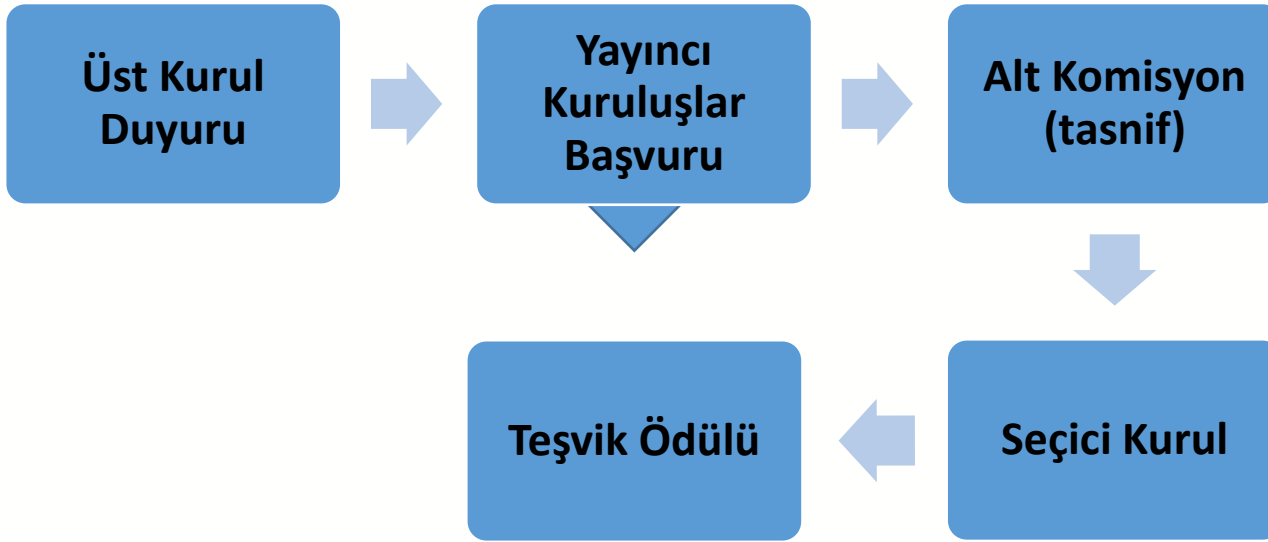 Üst Kurul
Duyuru
Yayıncı
Kuruluşlar
Başvuru
Alt Komisyon
(tasnif)
Seçici Kurul
Teşvik Ödülü